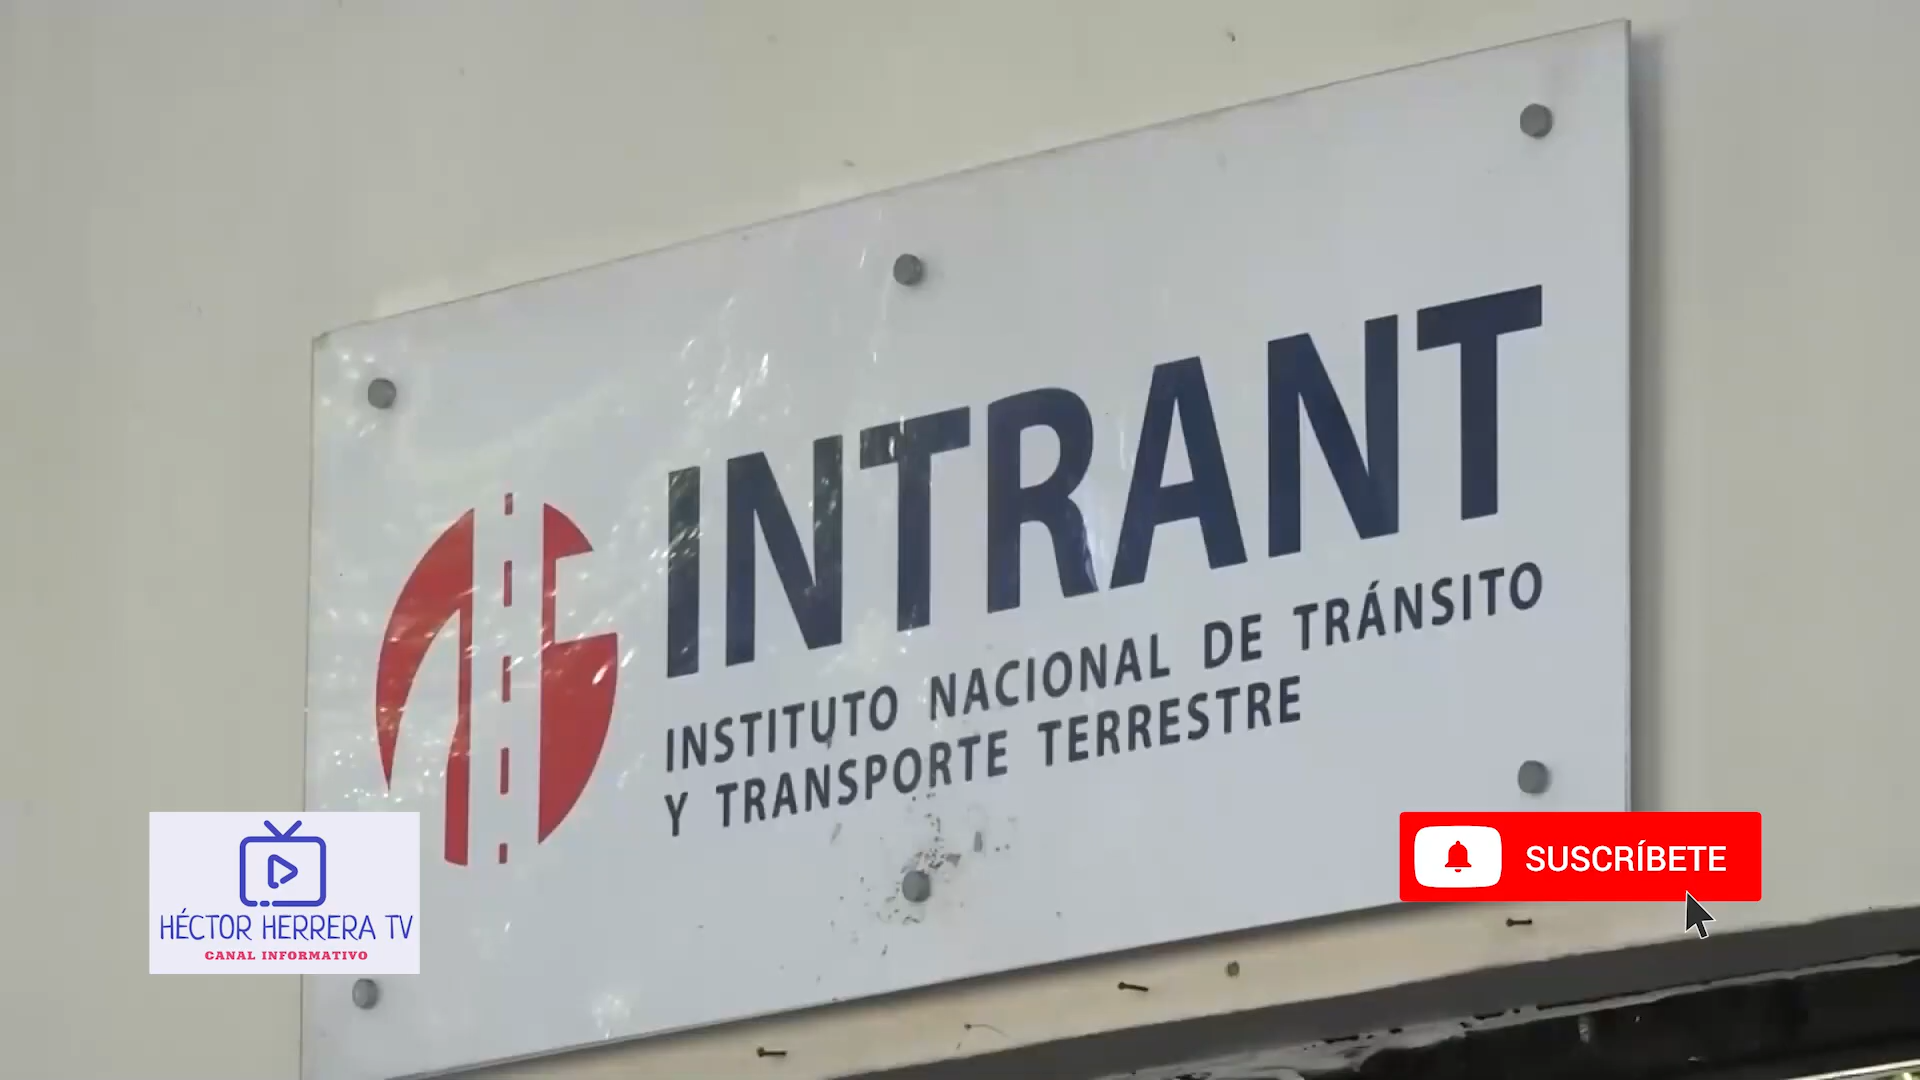 INTRANT
INSTITUTO NACIONAL DE TRÁNSITO
Y TRANSPORTE TERRESTRE
HÉCTOR HERRERA TV
CANAL INFORMATIVO
SUSCRÍBETE